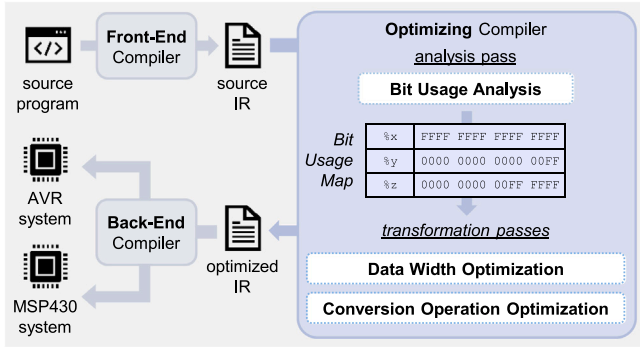 </>
source
program
Front-End
Compiler
source
IR
Optimizing Compiler
analysis pass
Bit Usage Analysis
Bit
Usage
Map
%x FFFF FFFF FFFF FFFF
%y 0000 0000 0000 00FF
%z 0000 0000 00FF FFFF
transformation passes
Data Width Optimization
Conversion Operation Optimization
optimized
IR
Back-End
Compiler
AVR
system
MSP430
system